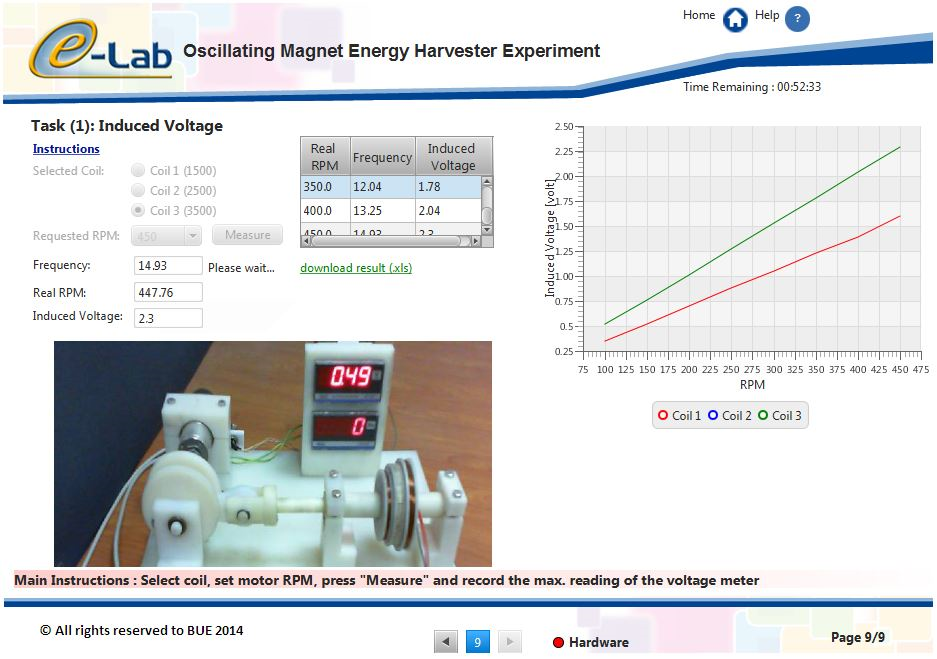 Home
Help
?
e-Lab
Oscillating Magnet Energy Harvester Experiment
Time Remaining : 00:52:33
Task (1): Induced Voltage
Instructions
Selected Coil:
Coil 1 (1500)
Coil 2 (2500)
Coil 3 (3500)
Requested RPM:
450
Measure
Frequency:
14.93
Please wait...
Real RPM:
447.76
Induced Voltage:
2.3
Real RPM Frequency Induced Voltage
350.0 12.04 1.78
400.0 13.25 2.04
450.0 14.93 2.3
download result (.xls)
Induced Voltage [volt]
2.50
2.25
2.00
1.75
1.50
1.25
1.00
0.75
0.5
0.25
75 100 125 150 175 200 225 250 275 300 325 350 375 400 425 450 475
RPM
Coil 1 Coil 2 Coil 3
0.49
0
Main Instructions : Select coil, set motor RPM, press "Measure" and record the max. reading of the voltage meter
© All rights reserved to BUE 2014
9
Hardware
Page 9/9